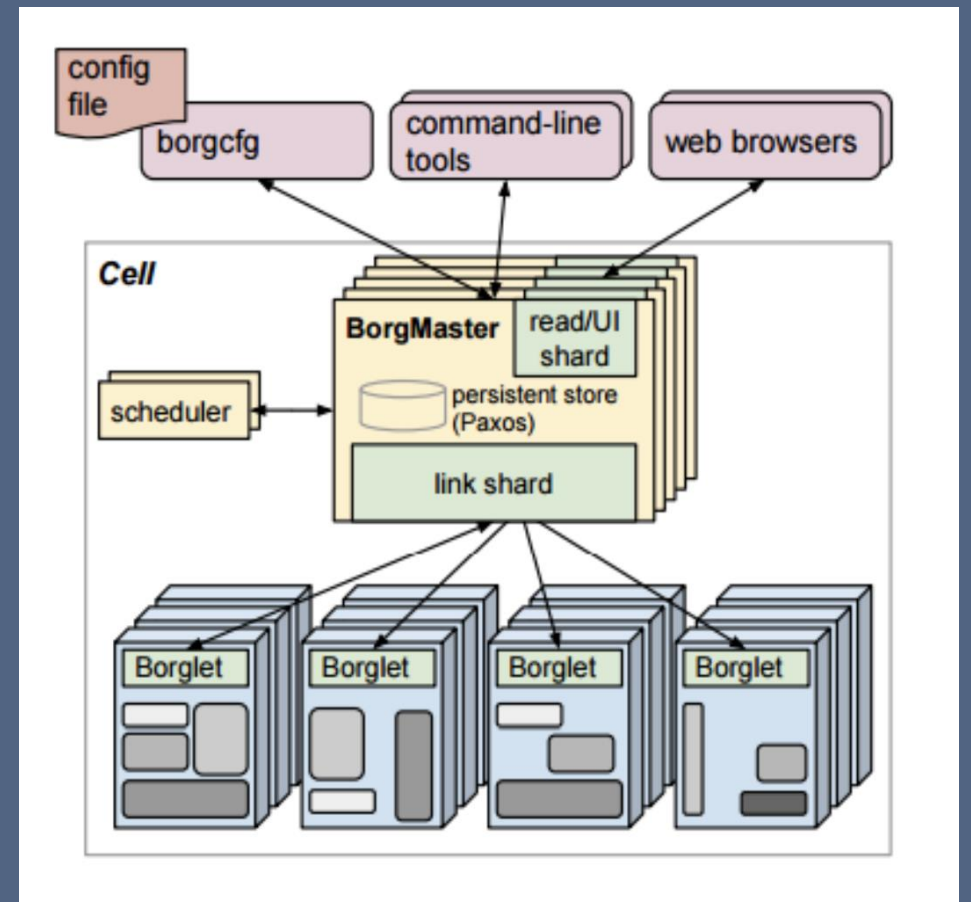 config
file
borgcfg
command-line
tools
web browsers
Cell
BorgMaster
read/UI
shard
persistent store
(Paxos)
scheduler
link shard
Borglet
Borglet
Borglet
Borglet